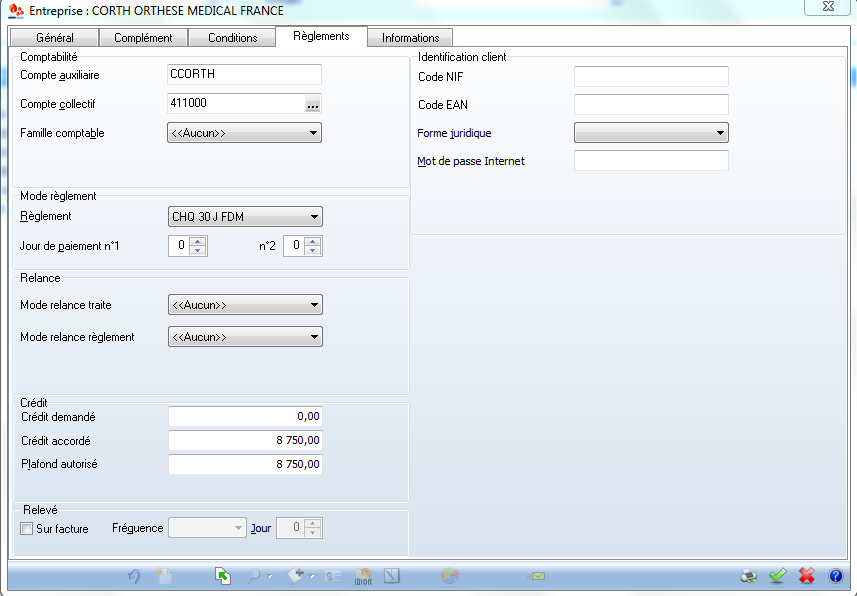 Entreprise : CORTH ORTHESE MEDICAL FRANCE
Général Complément Conditions Règlements Informations
Comptabilité
Compte auxiliaire CCORTH
Compte collectif 411000 ...
Famille comptable <<Aucun>>
Mode règlement
Règlement CHQ 30 J FDM
Jour de paiement n°1 0 n°2 0
Relance
Mode relance traite <<Aucun>>
Mode relance règlement <<Aucun>>
Crédit
Crédit demandé 0,00
Crédit accordé 8 750,00
Plafond autorisé 8 750,00
Relevé
Sur facture Fréquence Jour 0
Identification client
Code NIF
Code EAN
Forme juridique
Mot de passe Internet